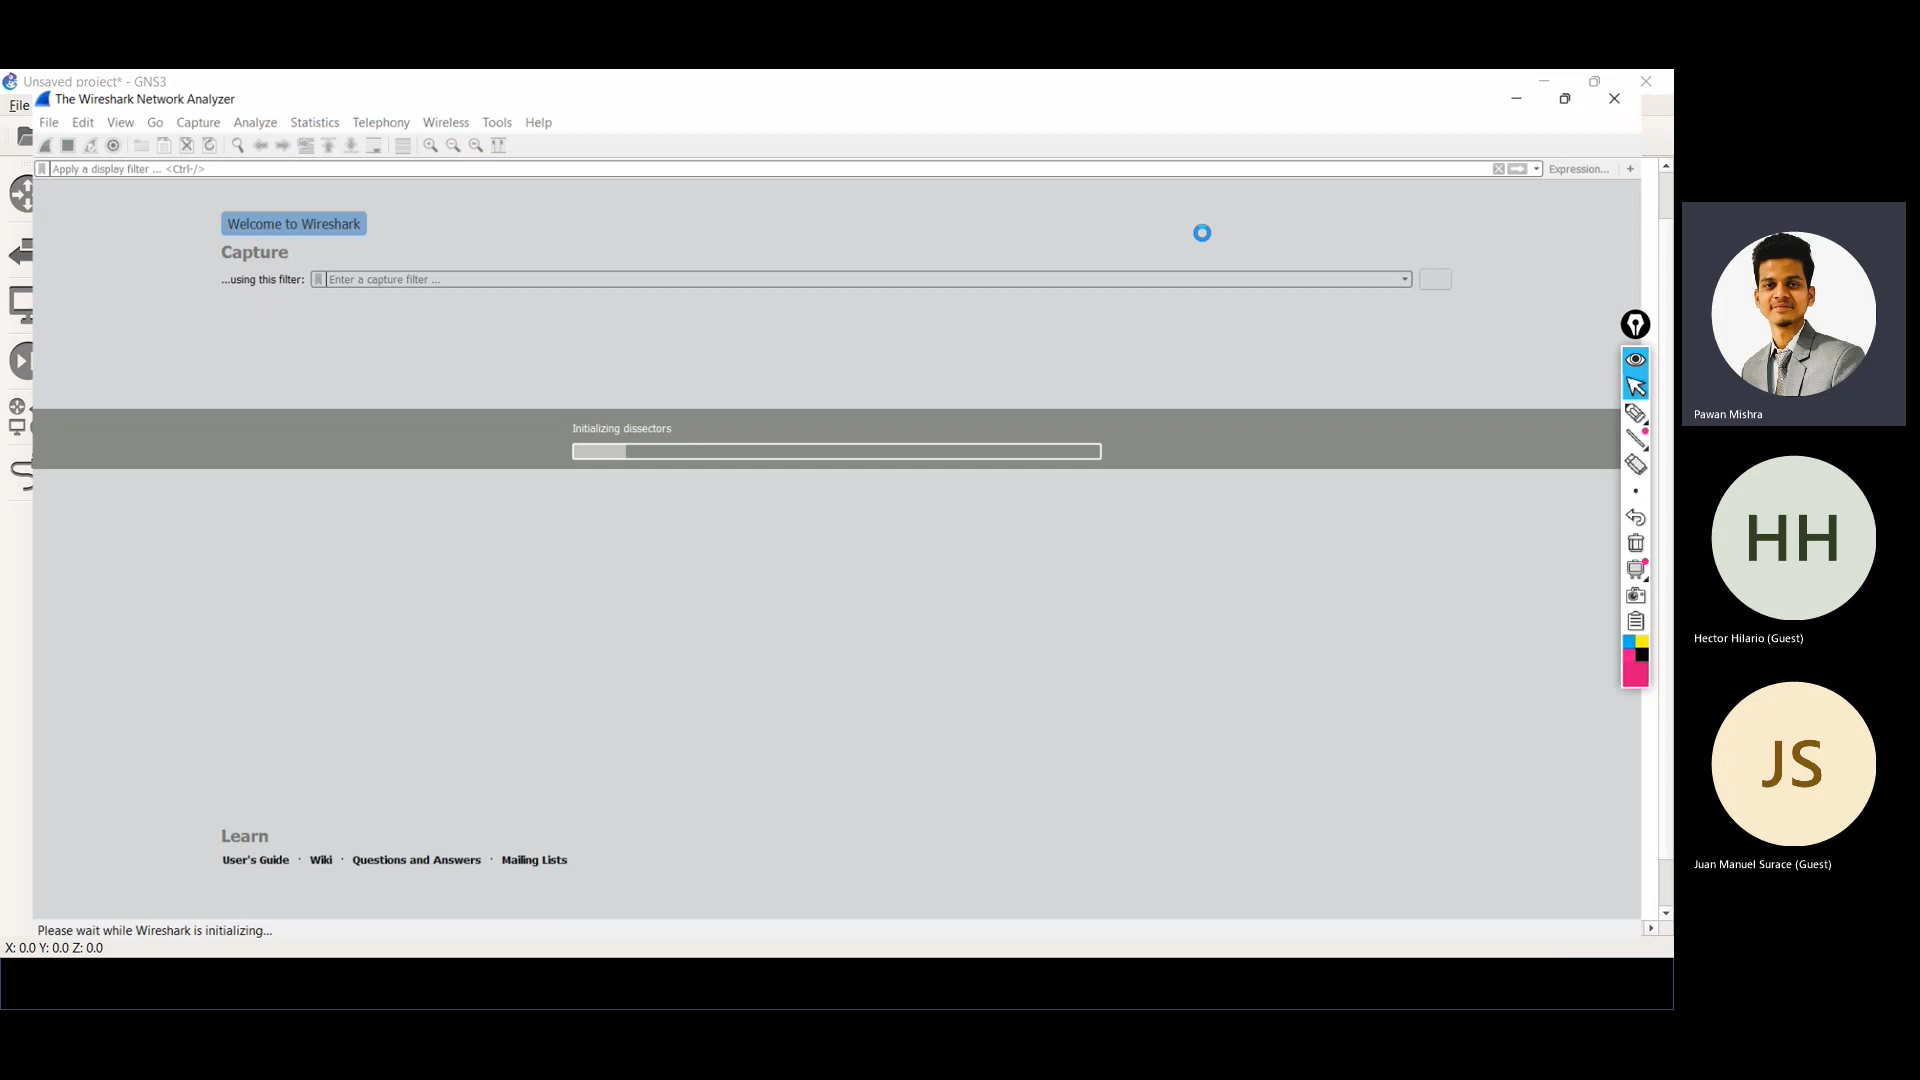 Unsaved project* - GNS3
File
The Wireshark Network Analyzer
File Edit View Go Capture Analyze Statistics Telephony Wireless Tools Help
Apply a display filter ... <Ctrl-/>
Expression... +
Welcome to Wireshark
Capture
...using this filter: Enter a capture filter ...
Initializing dissectors
Learn
User's Guide · Wiki · Questions and Answers · Mailing Lists
Please wait while Wireshark is initializing...
X: 0.0 Y: 0.0 Z: 0.0
Pawan Mishra
HH
Hector Hilario (Guest)
JS
Juan Manuel Surace (Guest)